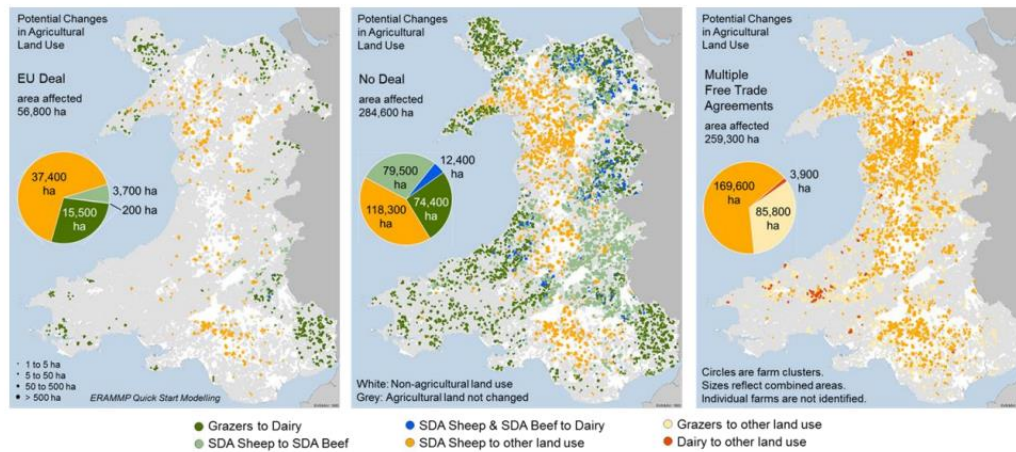 Potential Changes
in Agricultural
Land Use
EU Deal
area affected
56,800 ha
37,400
ha
3,700 ha
200 ha
15,500
ha
1 to 5 ha
5 to 50 ha
50 to 500 ha
> 500 ha
ERAMMP Quick Start Modelling
Potential Changes
in Agricultural
Land Use
No Deal
area affected
284,600 ha
79,500
ha
12,400
ha
74,400
ha
118,300
ha
White: Non-agricultural land use
Grey: Agricultural land not changed
Potential Changes
in Agricultural
Land Use
Multiple
Free Trade
Agreements
area affected
259,300 ha
3,900
ha
169,600
ha
85,800
ha
Circles are farm clusters.
Sizes reflect combined areas.
Individual farms are not identified.
Grazers to Dairy
SDA Sheep to SDA Beef
SDA Sheep & SDA Beef to Dairy
SDA Sheep to other land use
Grazers to other land use
Dairy to other land use